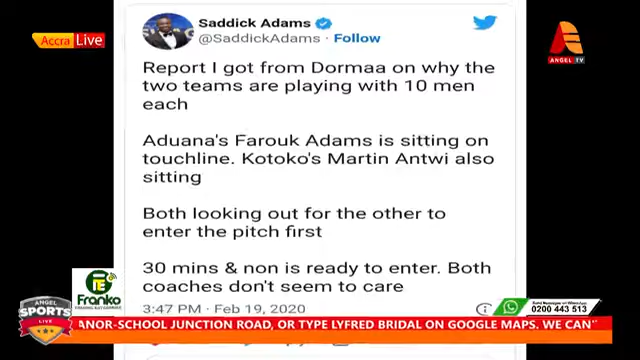 Accra Live
Saddick Adams
@SaddickAdams · Follow
ANGEL TV
Report I got from Dormaa on why the
two teams are playing with 10 men
each
Aduana's Farouk Adams is sitting on
touchline. Kotoko's Martin Antwi also
sitting
Both looking out for the other to
enter the pitch first
30 mins & non is ready to enter. Both
coaches don't seem to care
3:47 PM · Feb 19, 2020
Franko
ANGEL
SPORTS
LIVE
0200 443 513
ANOR-SCHOOL JUNCTION ROAD, OR TYPE LYFRED BRIDAL ON GOOGLE MAPS. WE CAN"